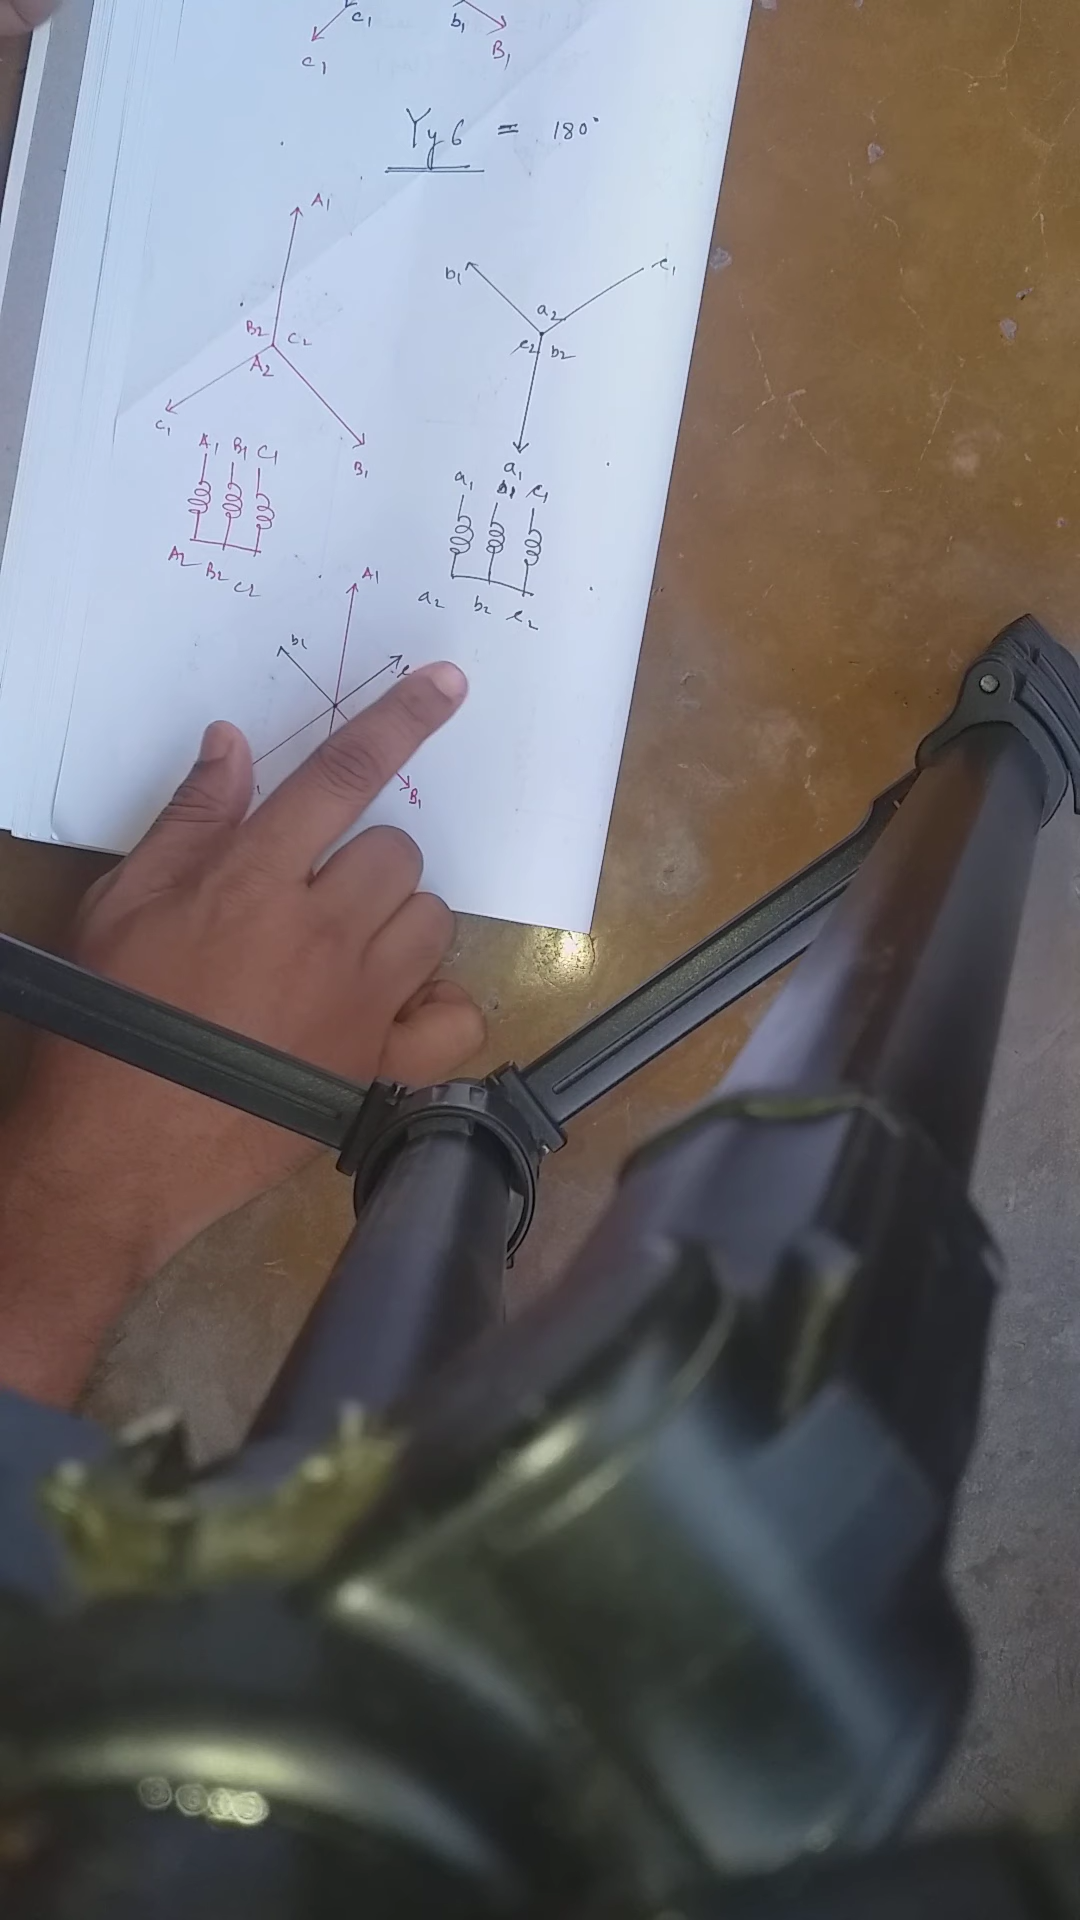 c1 b1
C1 B1
Yy6 = 180°
A1
b1 c1
a2
B2 C2
c2 b2
A2
C1
B1
a1
A1 B1 C1
a1 b1 c1
A2 B2 C2
a2 b2 c2
A1
b1
B1